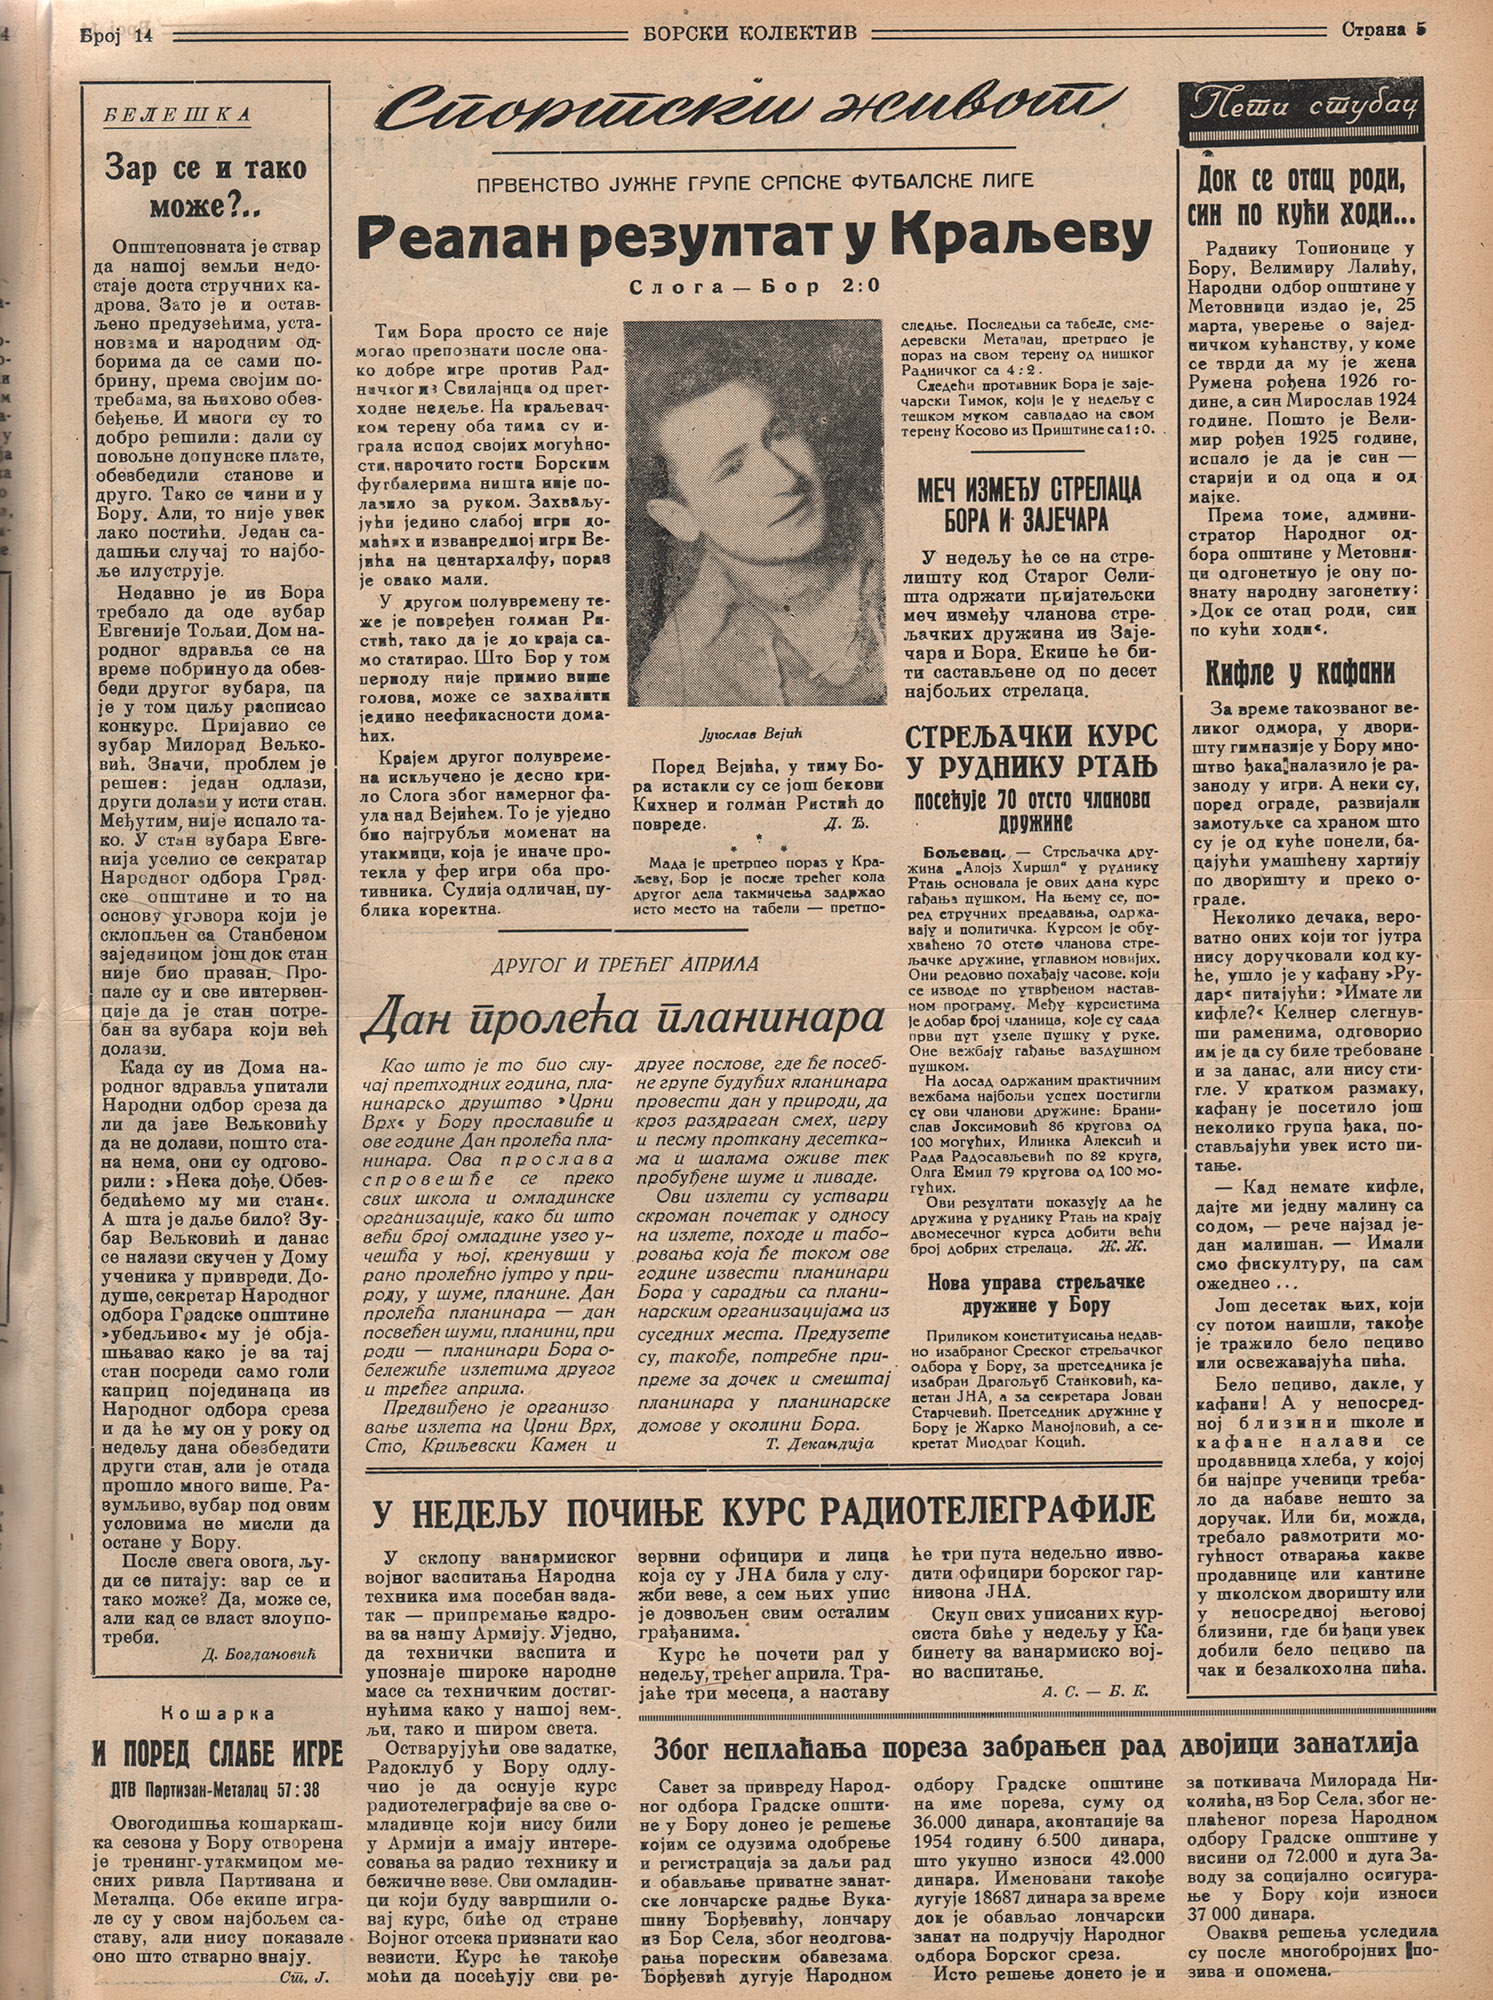 Број 14
БОРСКИ КОЛЕКТИВ
Страна 5
БЕЛЕШКА
Зар се и тако
може?..
Општепозната је ствар
да нашој земљи недо-
стаје доста стручних ка-
дрова. Зато је и остав-
љено предузећима, уста-
новама и народним од-
борима да се сами по-
брину, према својим по-
требама, за њихово обез-
беђење. И многи су то
добро решили: дали су
повољне допунске плате,
обезбедили станове и
друго. Тако се чини и у
Бору. Али, то није увек
лако постићи. Један са-
дашњи случај то најбо-
ље илуструје.
Недавно је из Бора
требало да оде зубар
Евгеније Тољаи. Дом на-
родног здравља се на
време побринуо да обез-
беди другог зубара, па
је у том циљу расписао
конкурс. Пријавио се
зубар Милорад Вељко-
вић. Значи, проблем је
решен: један одлази,
други долази у исти стан.
Међутим, није испало та-
ко. У стан зубара Евге-
нија уселио се секратар
Народног одбора Град-
ске општине и то на
основу уговора који је
склопљен са Станбеном
заједницом још док стан
није био празан. Про-
пале су и све интервен-
ције да је стан потре-
бан за зубара који већ
долази.
Када су из Дома на-
родног здравља упитали
Народни одбор среза да
ли да јаве Вељковићу
да не долази, пошто ста-
на нема, они су одгово-
рили: »Нека дође. Обез-
бедићемо му ми стан«.
А шта је даље било? Зу-
бар Вељковић и данас
се налази скучен у Дому
ученика у привреди. До-
душе, секретар Народног
одбора Градске општине
»убедљиво« му је обја-
шњавао како је за тај
стан посреди само голи
каприц појединаца из
Народног одбора среза
и да ће му он у року од
недељу дана обезбедити
други стан, али је отада
прошло много више. Ра-
зумљиво, зубар под овим
условима не мисли да
остане у Бору.
После свега овога, љу-
ди се питају: зар се и
тако може? Да, може се,
али кад се власт злоупо-
треби.
Д. Богдановић
Кошарка
И ПОРЕД СЛАБЕ ИГРЕ
ДТВ Партизан-Металац 57:38
Овогодишња кошаркаш-
ка сезона у Бору отворена
је тренинг-утакмицом ме-
сних ривла Партизана и
Металца. Обе екипе игра-
ле су у свом најбољем са-
ставу, али нису показале
оно што стварно знају.
Ст. Ј.
Спортски живот
ПРВЕНСТВО ЈУЖНЕ ГРУПЕ СРПСКЕ ФУТБАЛСКЕ ЛИГЕ
Реалан резултат у Краљеву
Слога — Бор 2:0
Тим Бора просто се није
могао препознати после она-
ко добре игре против Рад-
ничког из Свилајнца од прет-
ходне недеље. На краљевач-
ком терену оба тима су и-
грала испод својих могућно-
сти, нарочито гости Борским
футбалерима ништа није по-
лазило за руком. Захваљу-
јући једино слабој игри до-
маћих и изванредној игри Ве-
јића на центархалфу, пораз
је овако мали.
У другом полувремену те-
же је повређен голман Ри-
стић, тако да је до краја са-
мо статирао. Што Бор у том
периоду није примио више
голова, може се захвалити
једино неефикасности дома-
ћих.
Крајем другог полувреме-
на искључено је десно кри-
ло Слога због намерног фа-
ула над Вејићем. То је уједно
био најгрубљи моменат на
утакмици, која је иначе про-
текла у фер игри оба про-
тивника. Судија одличан, пу-
блика коректна.
Југослав Вејић
Поред Вејића, у тиму Бо-
ра истакли су се још бекови
Кихнер и голман Ристић до
повреде.
Д. Ђ.
* * *
Мада је претрпео пораз у Кра-
љеву, Бор је после трећег кола
другог дела такмичења задржао
исто место на табели — претпо-
следње. Последњи са табеле, сме-
деревски Металац, претрпео је
пораз на свом терену од нишког
Радничког са 4:2.
Следећи противник Бора је заје-
чарски Тимок, који је у недељу с
тешком муком савладао на свом
терену Косово из Приштине са 1:0.
МЕЧ ИЗМЕЂУ СТРЕЛАЦА
БОРА И ЗАЈЕЧАРА
У недељу ће се на стре-
лишту код Старог Сели-
шта одржати пријатељски
меч између чланова стре-
љачких дружина из Заје-
чара и Бора. Екипе ће би-
ти састављене од по десет
најбољих стрелаца.
СТРЕЉАЧКИ КУРС
У РУДНИКУ РТАЊ
посећује 70 отсто чланова
дружине
Бољевац. — Стрељачка дру-
жина „Алојз Хиршл“ у руднику
Ртањ основала је ових дана курс
гађања пушком. На њему се, по-
ред стручних предавања, одржа-
вају и политичка. Курсом је обу-
хваћено 70 отсто чланова стре-
љачке дружине, углавном новијих.
Они редовно похађају часове, који
се изводе по утврђеном настав-
ном програму. Међу курсистима
је добар број чланица, које су сада
први пут узеле пушку у руке.
Оне вежбају гађање ваздушном
пушком.
На досад одржаним практичним
вежбама најбољи успех постигли
су ови чланови дружине: Брани-
слав Јоксимовић 86 кругова од
100 могућих, Илинка Алексић и
Рада Радосављевић по 82 круга,
Олга Емил 79 кругова од 100 мо-
гућих.
Ови резултати показују да ће
дружина у руднику Ртањ на крају
двомесечног курса добити већи
број добрих стрелаца.
Ж. Ж.
Нова управа стрељачке
дружине у Бору
Приликом конституисања недав-
но изабраног Среског стрељачког
одбора у Бору, за претседника је
изабран Драгољуб Станковић, ка-
петан ЈНА, а за секретара Јован
Старчевић. Претседник дружине у
Бору је Жарко Манојловић, а се-
кретар Миодраг Коцић.
ДРУГОГ И ТРЕЋЕГ АПРИЛА
Дан пролећа планинара
Као што је то био слу-
чај претходних година, пла-
нинарско друштво »Црни
Врх« у Бору прославиће и
ове године Дан пролећа пла-
нинара. Ова прослава
спровешће се преко
свих школа и омладинске
организације, како би што
већи број омладине узео у-
чешћа у њој, кренувши у
рано пролећно јутро у при-
роду, у шуме, планине. Дан
пролећа планинара — дан
посвећен шуми, планини, при
роди — планинари Бора о-
бележиће излетима другог
и трећег априла.
Предвиђено је организо-
вање излета на Црни Врх,
Сто, Криљевски Камен и
друге послове, где ће посеб-
не групе будућих планинара
провести дан у природи, да
кроз раздраган смех, игру
и песму проткану десетка-
ма и шалама оживе тек
пробуђене шуме и ливаде.
Ови излети су уствари
скроман почетак у односу
на излете, походе и табо-
ровања која ће током ове
године извести планинари
Бора у сарадњи са плани-
нарским организацијама из
суседних места. Предузете
су, такође, потребне при-
преме за дочек и смештај
планинара у планинарске
домове у околини Бора.
Т. Декандија
У НЕДЕЉУ ПОЧИЊЕ КУРС РАДИОТЕЛЕГРАФИЈЕ
У склопу ванармиског
војног васпитања Народна
техника има посебан зада-
так — припремање кадро-
ва за нашу Армију. Уједно,
да технички васпита и
упознаје широке народне
масе са техничким достиг-
нућима како у нашој зем-
љи, тако и широм света.
Остварујући ове задатке,
Радоклуб у Бору одлу-
чио је да оснује курс
радиотелеграфије за све о-
младинце који нису били
у Армији а имају интере-
совања за радио технику и
бежичне везе. Сви омладин-
ци који буду завршили о-
вај курс, биће од стране
Војног отсека признати као
везисти. Курс ће такође
моћи да посећују сви ре-
зервни официри и лица
која су у ЈНА била у слу-
жби везе, а сем њих упис
је дозвољен свим осталим
грађанима.
Курс ће почети рад у
недељу, трећег априла. Тра-
јаће три месеца, а наставу
ће три пута недељно изво-
дити официри борског гар-
низона ЈНА.
Скуп свих уписаних кур-
систа биће у недељу у Ка-
бинету за ванармиско вој-
но васпитање.
А. С. — Б. К.
Пети стубац
Док се отац роди,
син по кући ходи...
Раднику Топионице у
Бору, Велимиру Лалићу,
Народни одбор општине у
Метовници издао је, 25
марта, уверење о зајед-
ничком кућанству, у коме
се тврди да му је жена
Румена рођена 1926 го-
дине, а син Мирослав 1924
године. Пошто је Вели-
мир рођен 1925 године,
испало је да је син —
старији и од оца и од
мајке.
Према томе, админи-
стратор Народног од-
бора општине у Метовни-
ци одгонетнуо је ону по-
знату народну загонетку:
»Док се отац роди, син
по кући ходи«.
Кифле у кафани
За време такозваног ве-
ликог одмора, у двори-
шту гимназије у Бору мно-
штво ђака налазило је ра-
заноду у игри. А неки су,
поред ограде, развијали
замотуљке са храном што
су је од куће понели, ба-
цајући умашћену хартију
по дворишту и преко о-
граде.
Неколико дечака, веро-
ватно оних који тог јутра
нису доручковали код ку-
ће, ушло је у кафану »Ру-
дар« питајући: »Имате ли
кифле?« Келнер слегнув-
ши раменима, одговорио
им је да су биле требоване
и за данас, али нису сти-
гле. У кратком размаку,
кафану је посетило још
неколико група ђака, по-
стављајући увек исто пи-
тање.
— Кад немате кифле,
дајте ми једну малину са
содом, — рече најзад је-
дан малишан. — Имали
смо фискултуру, па сам
ожеднео ...
Још десетак њих, који
су потом наишли, такође
је тражило бело пециво
или освежавајућа пића.
Бело пециво, дакле, у
кафани! А у непосред-
ној близини школе и
кафане налази се
продавница хлеба, у којој
би најпре ученици треба-
ло да набаве нешто за
доручак. Или би, можда,
требало размотрити мо-
гућност отварања какве
продавнице или кантине
у школском дворишту или
у непосредној његовој
близини, где би ђаци увек
добили бело пециво па
чак и безалкохолна пића.
Због неплаћања пореза забрањен рад двојици занатлија
Савет за привреду Народ-
ног одбора Градске општи-
не у Бору донео је решење
којим се одузима одобрење
и регистрација за даљи рад
и обављање приватне занат-
ске лончарске радње Вука-
шину Ђорђевићу, лончару
из Бор Села, због неодгова-
рања пореским обавезама.
Ђорђевић дугује Народном
одбору Градске општине
на име пореза, суму од
36.000 динара, аконтације за
1954 годину 6.500 динара,
што укупно износи 42.000
динара. Именовани такође
дугује 18687 динара за време
док је обављао лончарски
занат на подручју Народног
одбора Борског среза.
Исто решење донето је и
за поткивача Милорада Ни-
колића, из Бор Села, због не-
плаћеног пореза Народном
одбору Градске општине у
висини од 72.000 и дуга За-
воду за социјално осигура-
ње у Бору који износи
37 000 динара.
Оваква решења уследила
су после многобројних по-
зива и опомена.